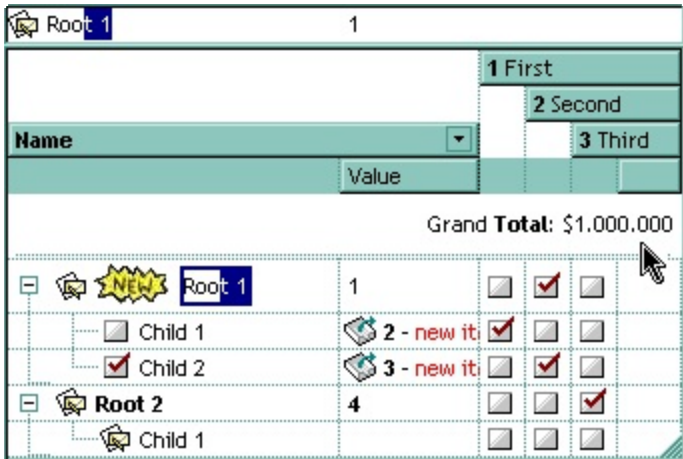 Root 1 1
1 First
2 Second
Name 3 Third
Value
Grand Total: $1.000.000
NEW Root 1 1
Child 1 2 - new it
Child 2 3 - new it
Root 2 4
Child 1